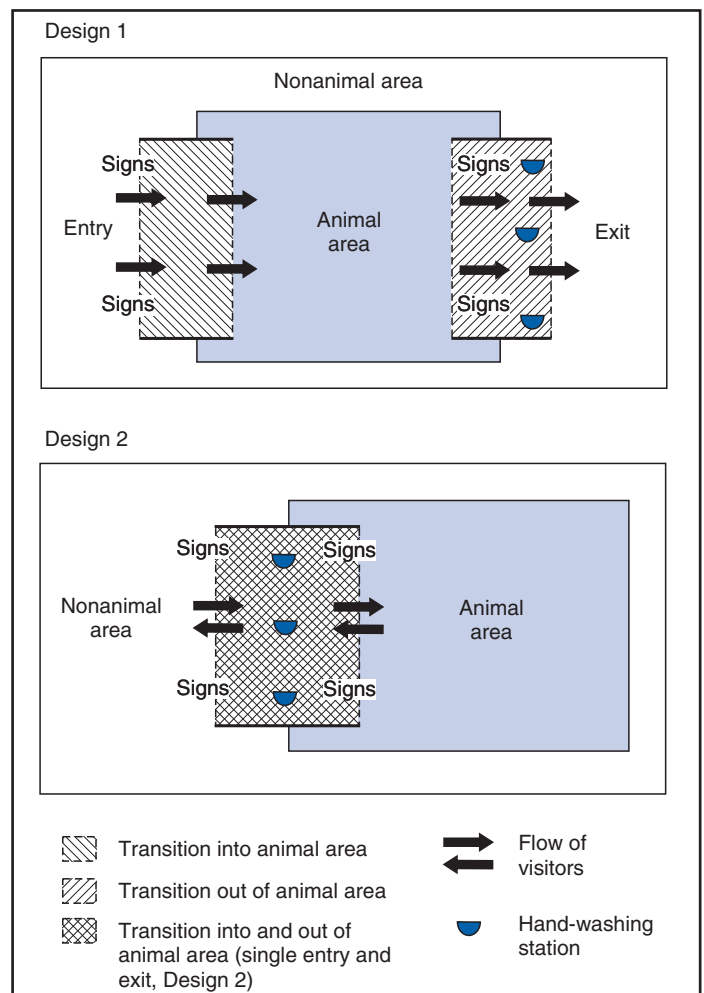 Design 1
Nonanimal area
Signs
Signs
Entry
Animal
area
Exit
Signs
Signs
Design 2
Signs
Signs
Nonanimal
area
Animal
area
Signs
Signs
Transition into animal area
Transition out of animal area
Transition into and out of
animal area (single entry and
exit, Design 2)
Flow of
visitors
Hand-washing
station